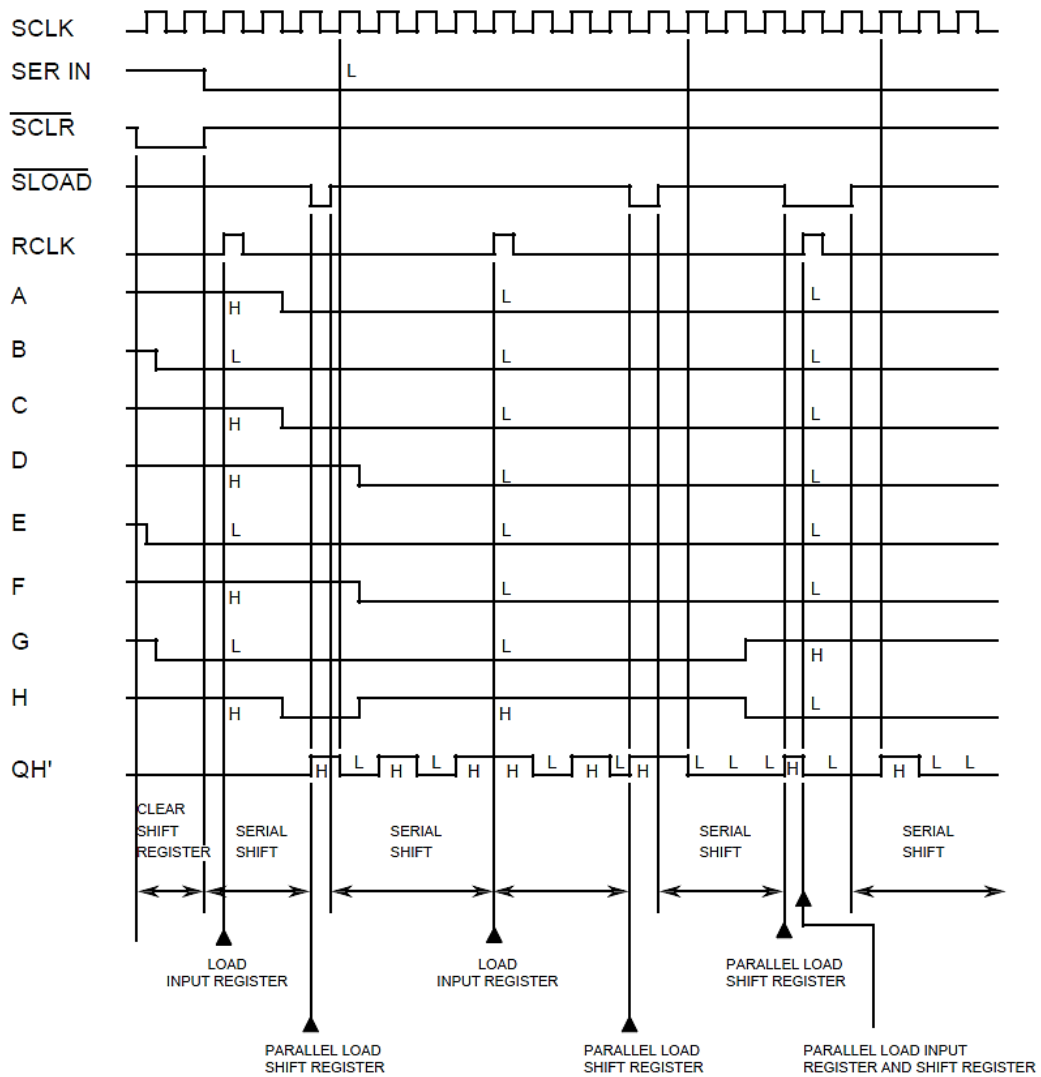 SCLK
SER IN
L
SCLR
SLOAD
RCLK
A
H L L
B
L L L
C
H L L
D
H L L
E
L L L
F
H L L
G
L L H
H
H H L
QH'
H L H L H H L H L H L L L H L H L L
CLEAR
SHIFT
REGISTER
SERIAL
SHIFT
SERIAL
SHIFT
SERIAL
SHIFT
SERIAL
SHIFT
LOAD
INPUT REGISTER
LOAD
INPUT REGISTER
PARALLEL LOAD
SHIFT REGISTER
PARALLEL LOAD
SHIFT REGISTER
PARALLEL LOAD
SHIFT REGISTER
PARALLEL LOAD INPUT
REGISTER AND SHIFT REGISTER